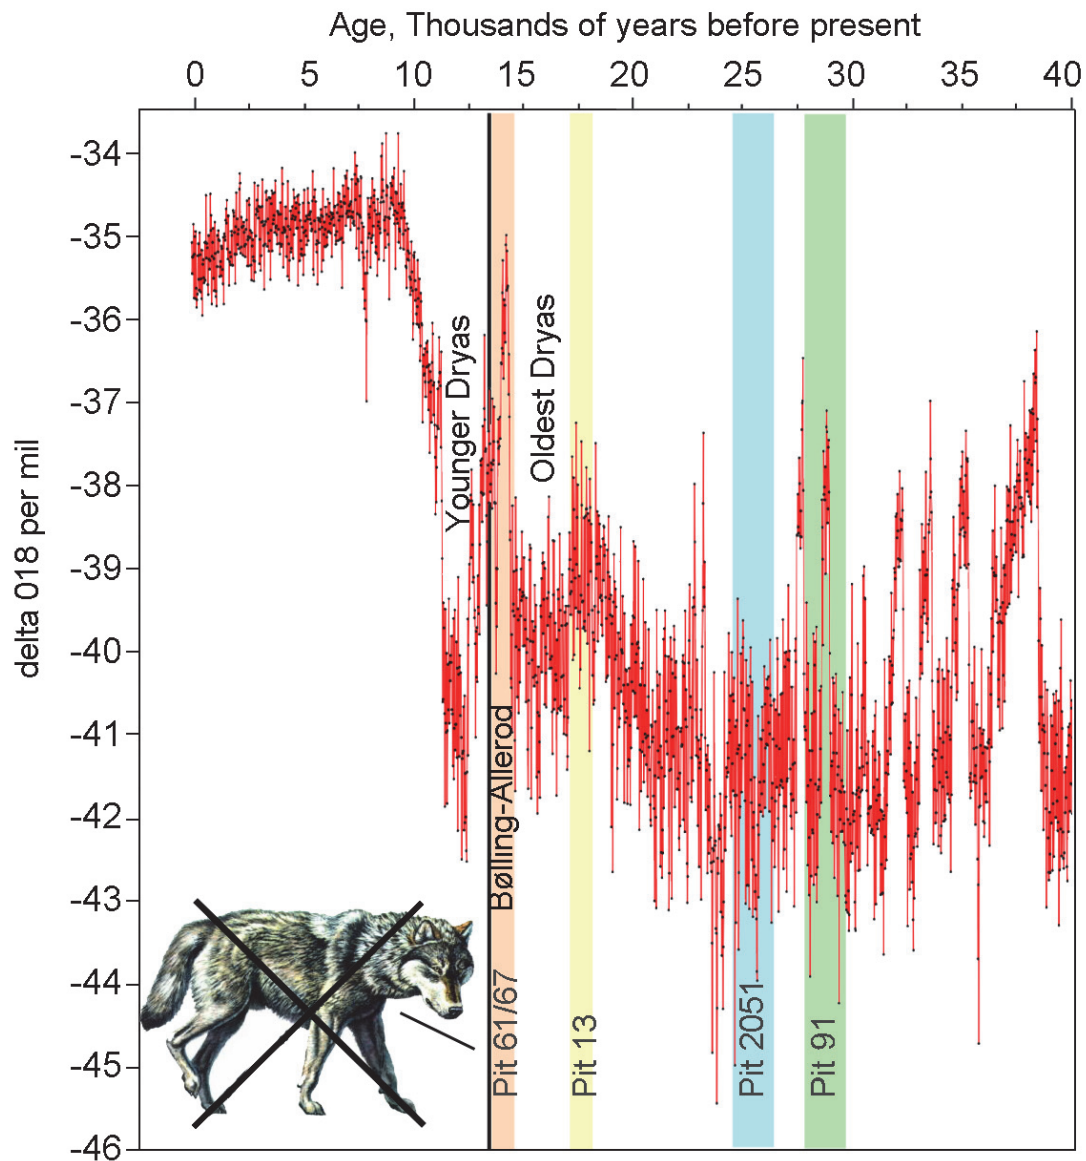 Age, Thousands of years before present
0 5 10 15 20 25 30 35 40
-34
-35
-36
-37
-38
-39
-40
-41
-42
-43
-44
-45
-46
delta 018 per mil
Younger Dryas
Bølling-Allerod
Oldest Dryas
Pit 61/67
Pit 13
Pit 2051
Pit 91